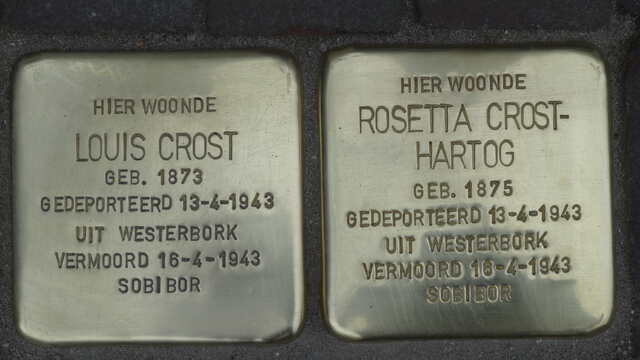 HIER WOONDE
LOUIS CROST
GEB. 1873
GEDEPORTEERD 13-4-1943
UIT WESTERBORK
VERMOORD 16-4-1943
SOBIBOR
HIER WOONDE
ROSETTA CROST-
HARTOG
GEB. 1875
GEDEPORTEERD 13-4-1943
UIT WESTERBORK
VERMOORD 16-4-1943
SOBIBOR